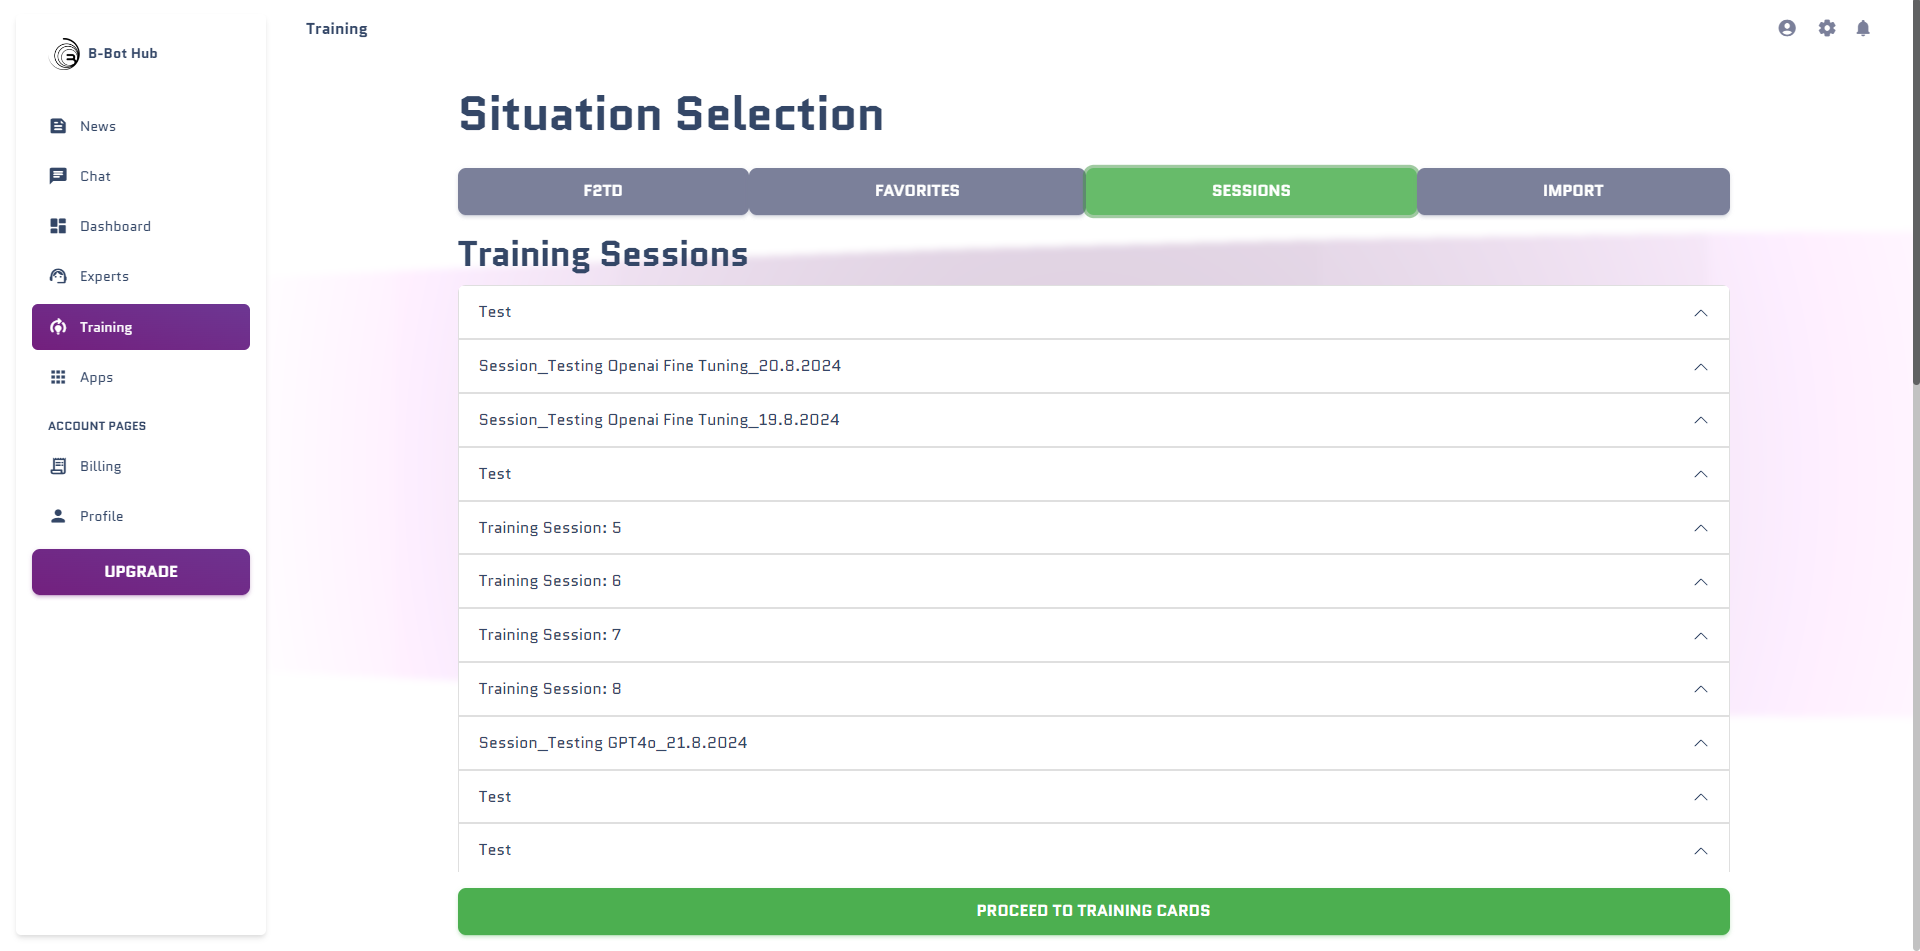 B-Bot Hub
News
Chat
Dashboard
Experts
Training
Apps
ACCOUNT PAGES
Billing
Profile
UPGRADE
Training
Situation Selection
F2TD
FAVORITES
SESSIONS
IMPORT
Training Sessions
Test
Session_Testing Openai Fine Tuning_20.8.2024
Session_Testing Openai Fine Tuning_19.8.2024
Test
Training Session: 5
Training Session: 6
Training Session: 7
Training Session: 8
Session_Testing GPT4o_21.8.2024
Test
Test
PROCEED TO TRAINING CARDS